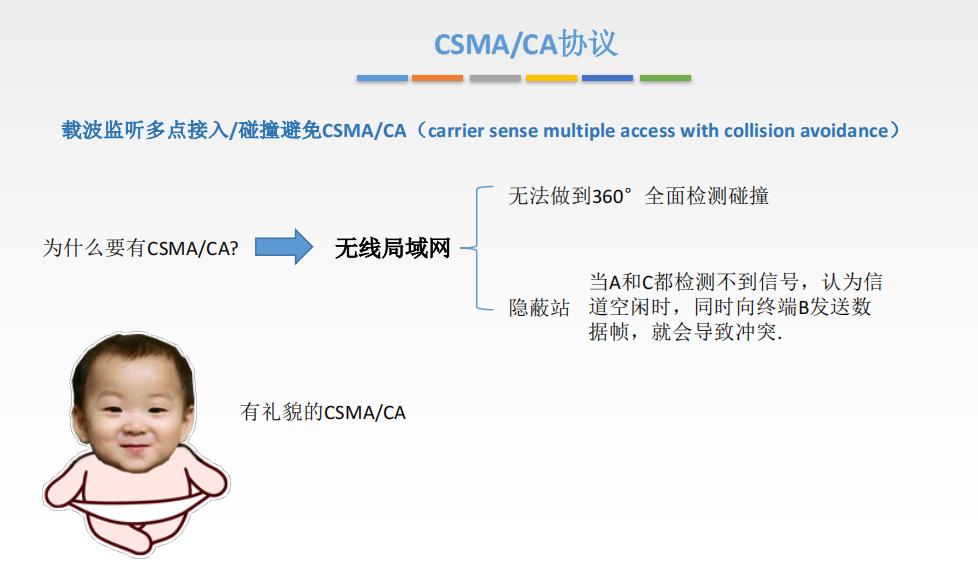 CSMA/CA协议
载波监听多点接入/碰撞避免CSMA/CA（carrier sense multiple access with collision avoidance）
无法做到360°全面检测碰撞
为什么要有CSMA/CA?
无线局域网
隐蔽站
当A和C都检测不到信号，认为信
道空闲时，同时向终端B发送数
据帧，就会导致冲突.
有礼貌的CSMA/CA